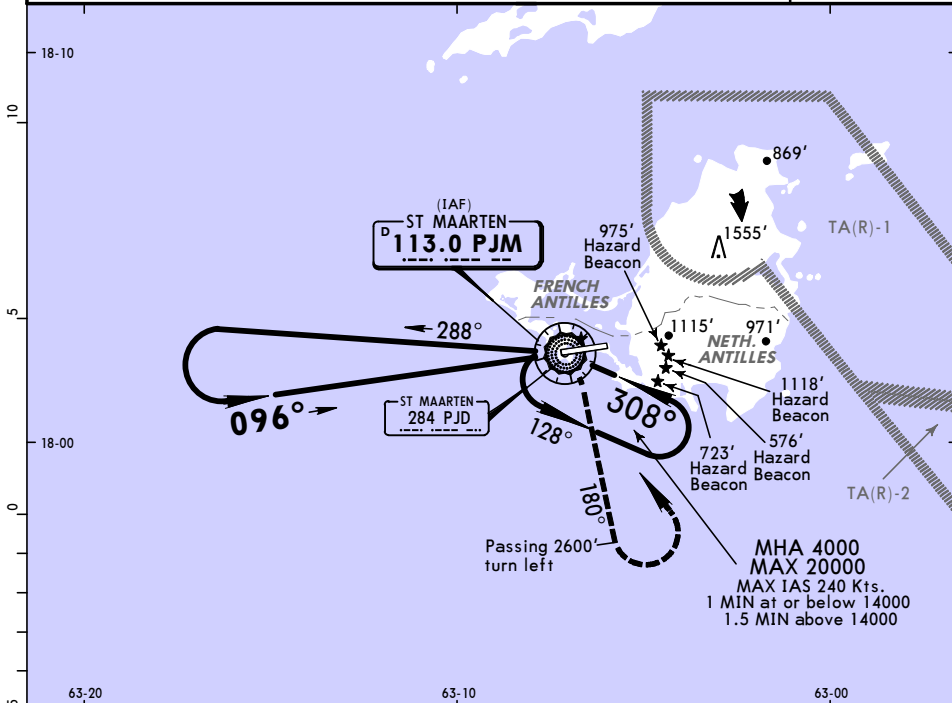 18-10
10
869'
(IAF)
ST MAARTEN
D 113.0 PJM
975'
Hazard
Beacon
1555'
TA(R)-1
FRENCH
ANTILLES
5
288°
1115'
971'
NETH.
ANTILLES
096°
ST MAARTEN
284 PJD
308°
128°
1118'
Hazard
Beacon
18-00
723'
Hazard
Beacon
576'
Hazard
Beacon
TA(R)-2
180°
0
Passing 2600'
turn left
MHA 4000
MAX 20000
MAX IAS 240 Kts.
1 MIN at or below 14000
1.5 MIN above 14000
63-20
63-10
63-00
5